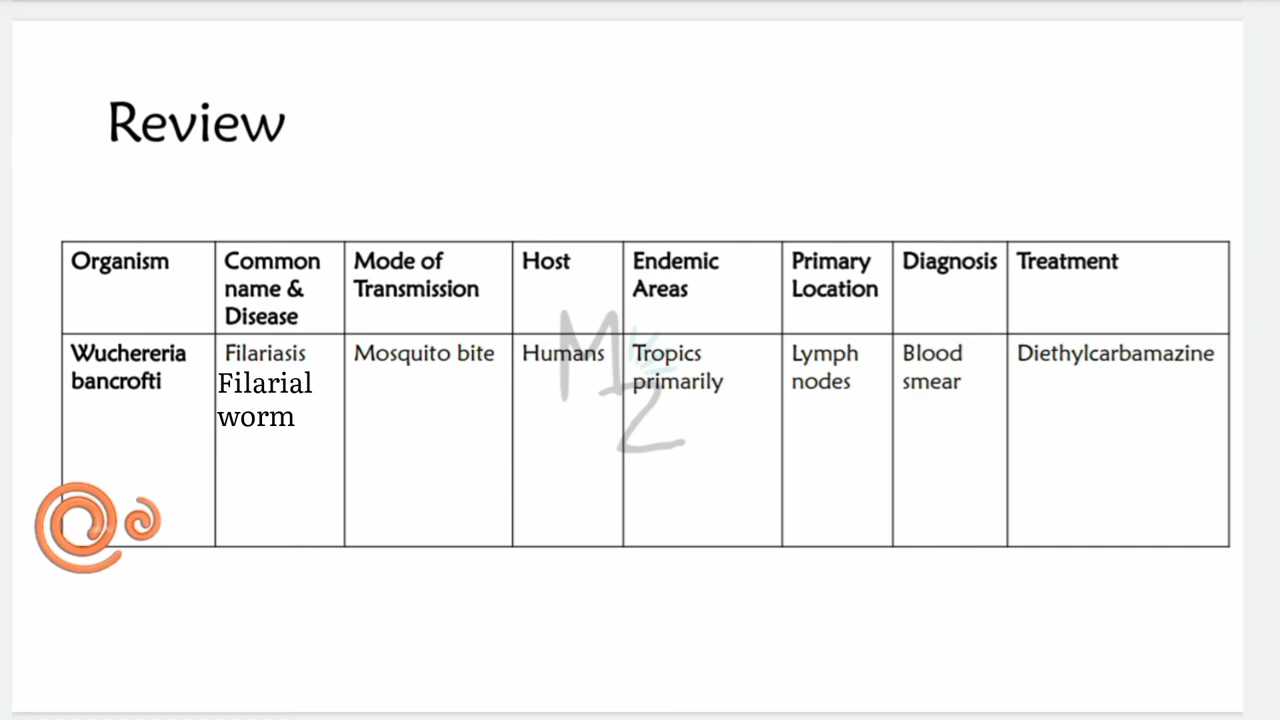 Review
Organism
Common
name &
Disease
Mode of
Transmission
Host
Endemic
Areas
Primary
Location
Diagnosis
Treatment
Wuchereria
bancrofti
Filariasis
Filarial
worm
Mosquito bite
Humans
Tropics
primarily
Lymph
nodes
Blood
smear
Diethylcarbamazine